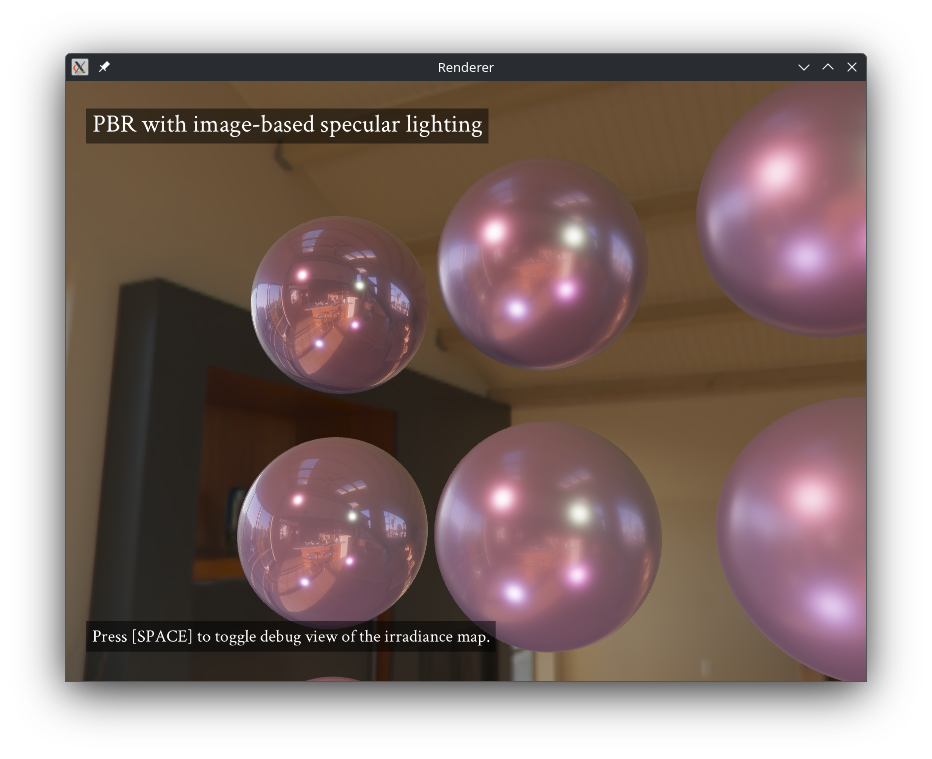 Renderer
PBR with image-based specular lighting
Press [SPACE] to toggle debug view of the irradiance map.